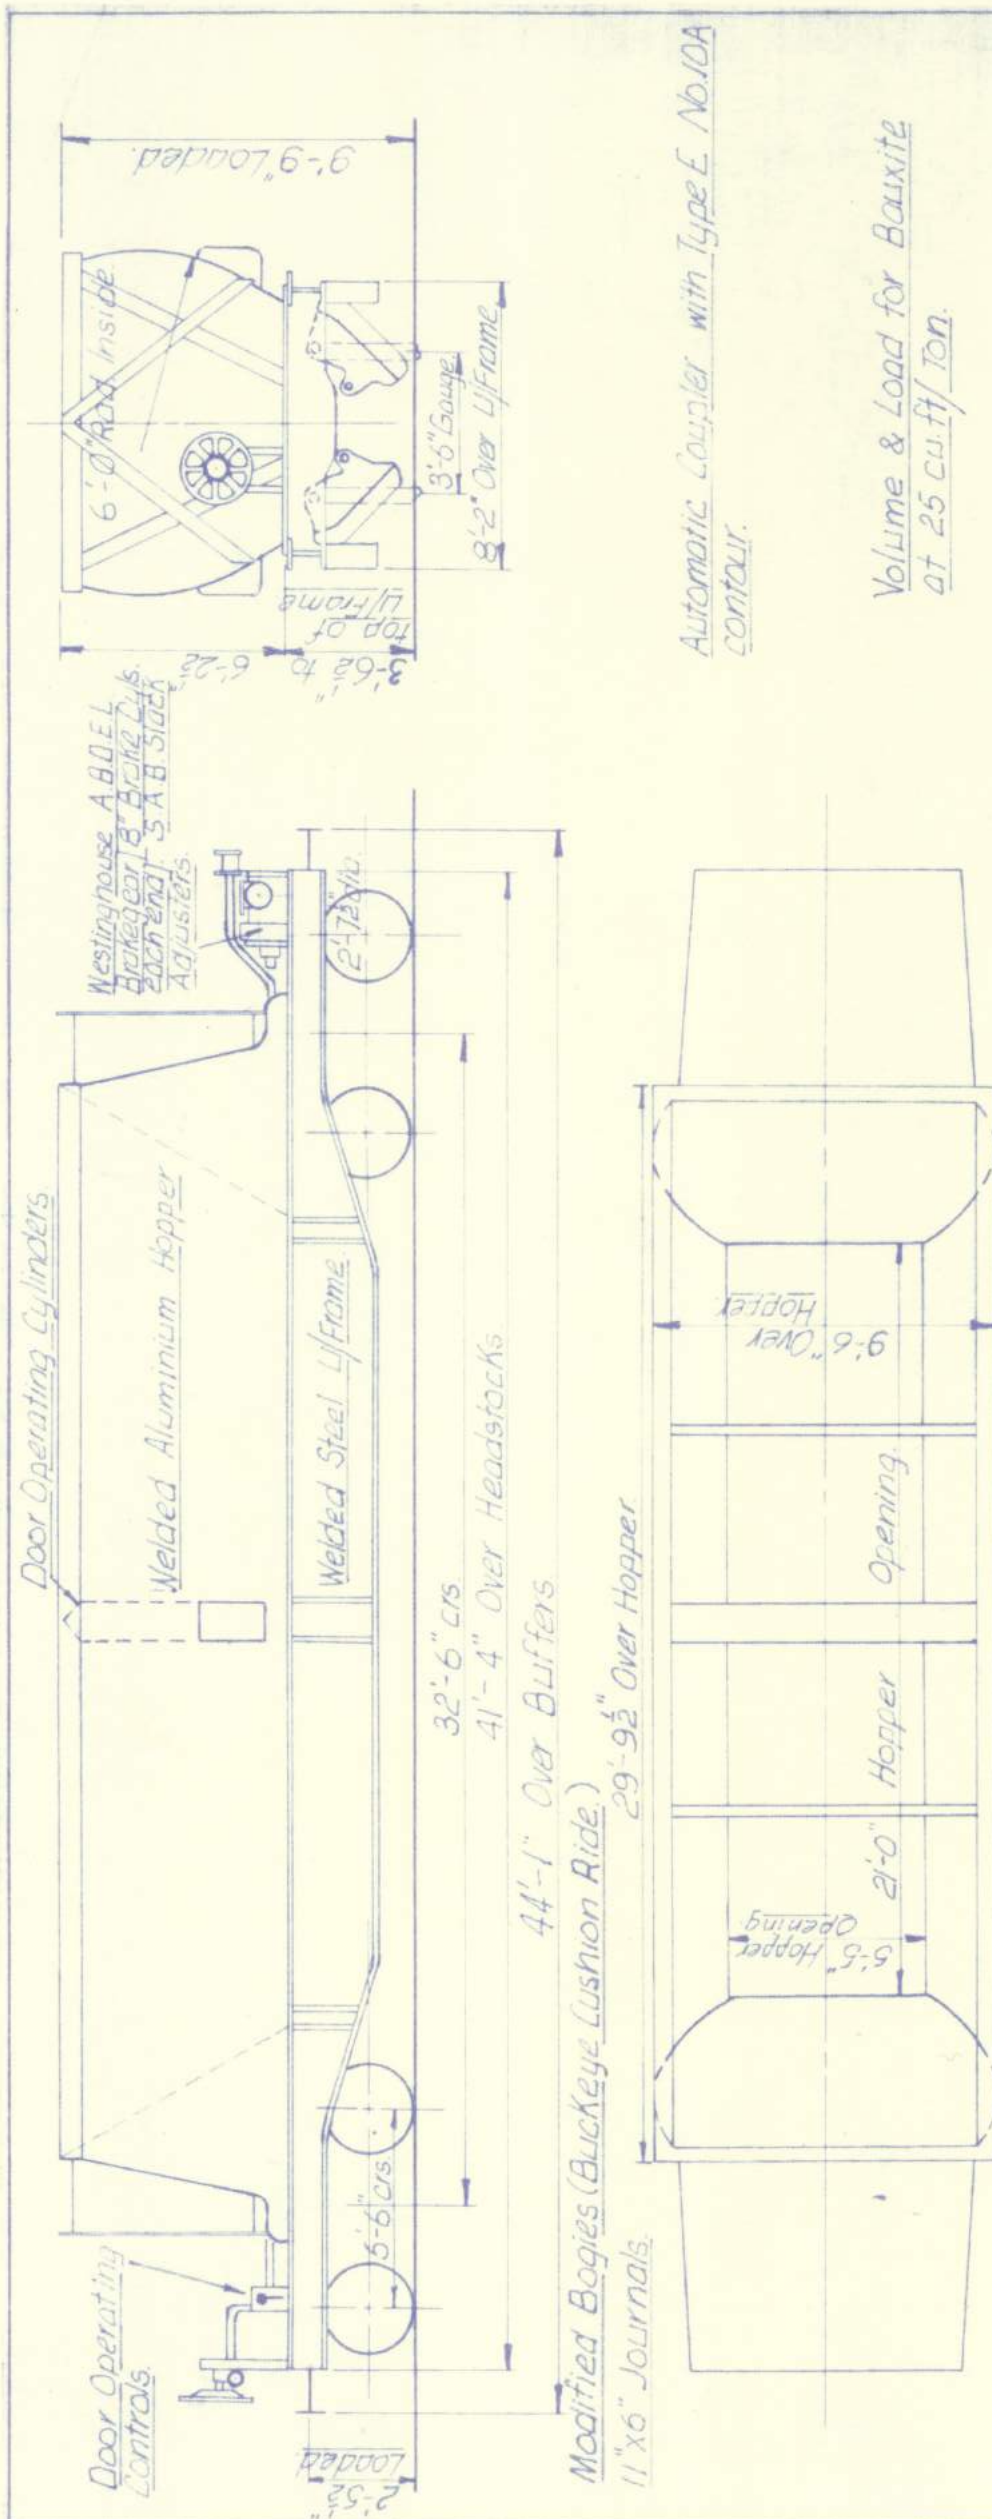 Door Operating
Controls.
Door Operating Cylinders
Welded Aluminium Hopper
Welded Steel U/Frame.
Westinghouse A.B.D.E.L
Brakegear 8" Brake Cyls.
each end. S.A.B. Slack
Adjusters.
2'-5½"
Loaded
5'-6" crs
2'-7½" dia.
32'-6" crs
41'-4" Over Headstocks
44'-1" Over Buffers
6'-0" Rad Inside
9'-9" Loaded
6'-2½"
3'-6½" to
top of
U/Frame
3'-6" Gauge
8'-2" Over U/Frame
Modified Bogies (Buckeye Cushion Ride.)
11"x6" Journals.
29'-9½" Over Hopper
5'-5" Hopper
Opening
21'-0" Hopper Opening.
9'-6" Over
Hopper
Automatic Coupler with Type E No.10A
contour.
Volume & Load for Bauxite
at 25 cu.ft/Ton.